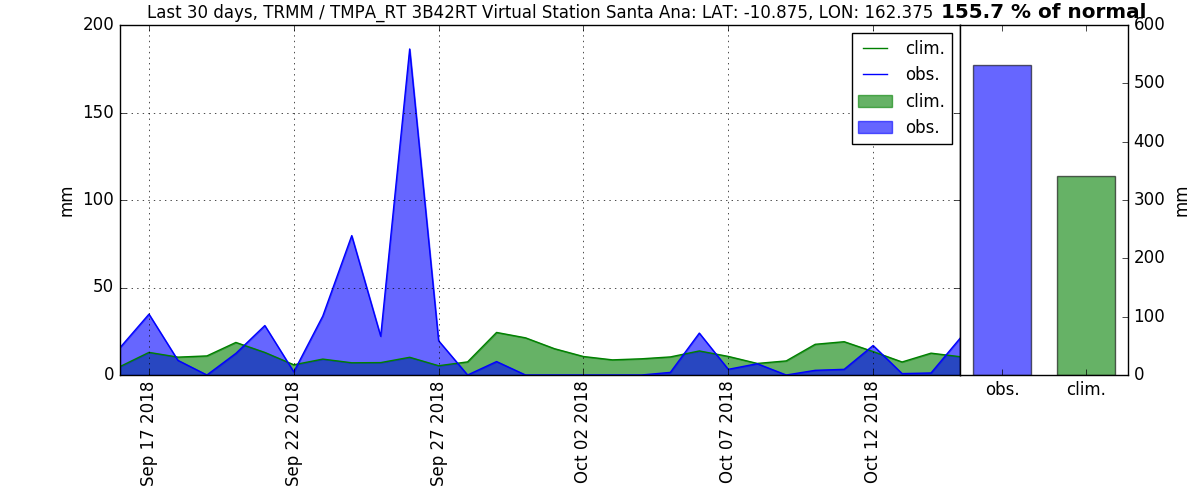 Last 30 days, TRMM / TMPA_RT 3B42RT Virtual Station Santa Ana: LAT: -10.875, LON: 162.375 155.7 % of normal
200
150
100
50
0
mm
clim.
obs.
clim.
obs.
600
500
400
300
200
100
0
mm
obs.
clim.
Sep 17 2018
Sep 22 2018
Sep 27 2018
Oct 02 2018
Oct 07 2018
Oct 12 2018